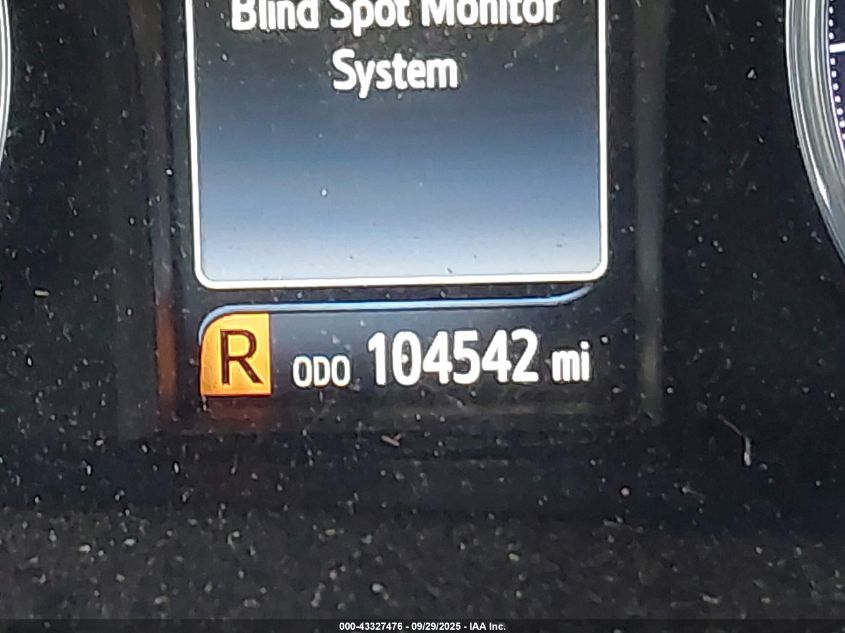 Blind Spot Monitor
System
R ODO 104542 mi
000-43327476 - 09/29/2025 - IAA Inc.